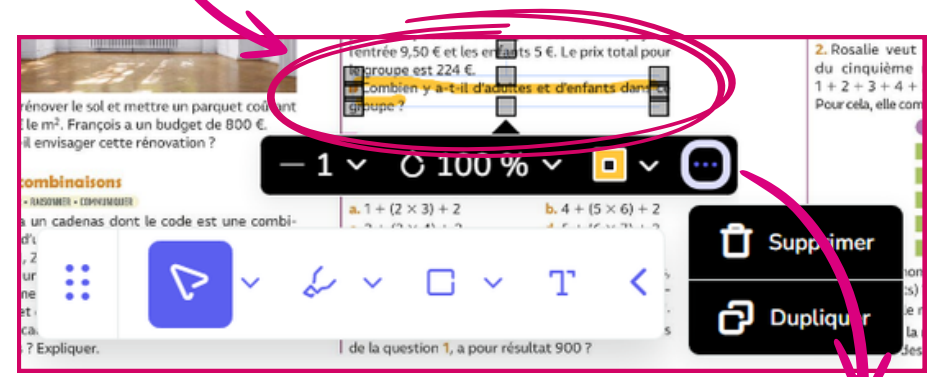 l'entrée 9,50 € et les enfants 5 €. Le prix total pour
le groupe est 224 €.
Combien y a-t-il d'adultes et d'enfants dans ce
groupe ?
rénover le sol et mettre un parquet coûtant
le m². François a un budget de 800 €.
il envisager cette rénovation ?
combinaisons
• RAISONNER • COMMUNIQUER
a un cadenas dont le code est une combi-
? Expliquer.
1
100 %
a. 1 + (2 × 3) + 2
b. 4 + (5 × 6) + 2
T
de la question 1, a pour résultat 900 ?
2. Rosalie veut
du cinquième
1 + 2 + 3 + 4 +
Pour cela, elle com
Supprimer
Dupliquer